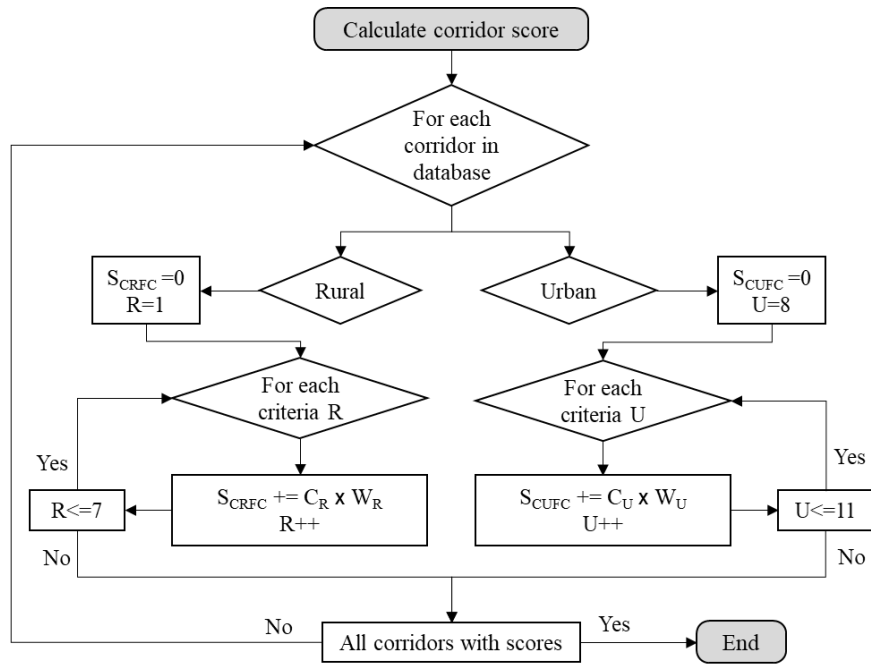 Calculate corridor score
For each
corridor in
database
S_CRFC =0
R=1
Rural
Urban
S_CUFC =0
U=8
For each
criteria R
For each
criteria U
Yes
Yes
S_CRFC += C_R x W_R
R++
S_CUFC += C_U x W_U
U++
R<=7
U<=11
No
No
No
All corridors with scores
Yes
End